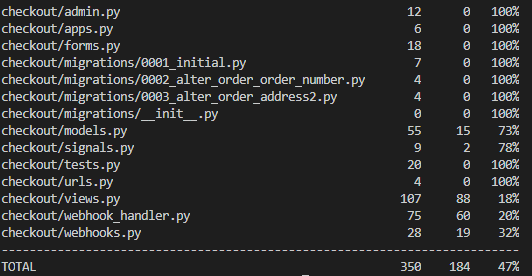 checkout/admin.py 12 0 100%
checkout/apps.py 6 0 100%
checkout/forms.py 18 0 100%
checkout/migrations/0001_initial.py 7 0 100%
checkout/migrations/0002_alter_order_order_number.py 4 0 100%
checkout/migrations/0003_alter_order_address2.py 4 0 100%
checkout/migrations/__init__.py 0 0 100%
checkout/models.py 55 15 73%
checkout/signals.py 9 2 78%
checkout/tests.py 20 0 100%
checkout/urls.py 4 0 100%
checkout/views.py 107 88 18%
checkout/webhook_handler.py 75 60 20%
checkout/webhooks.py 28 19 32%
--------------------------------------------------------------------------
TOTAL 350 184 47%